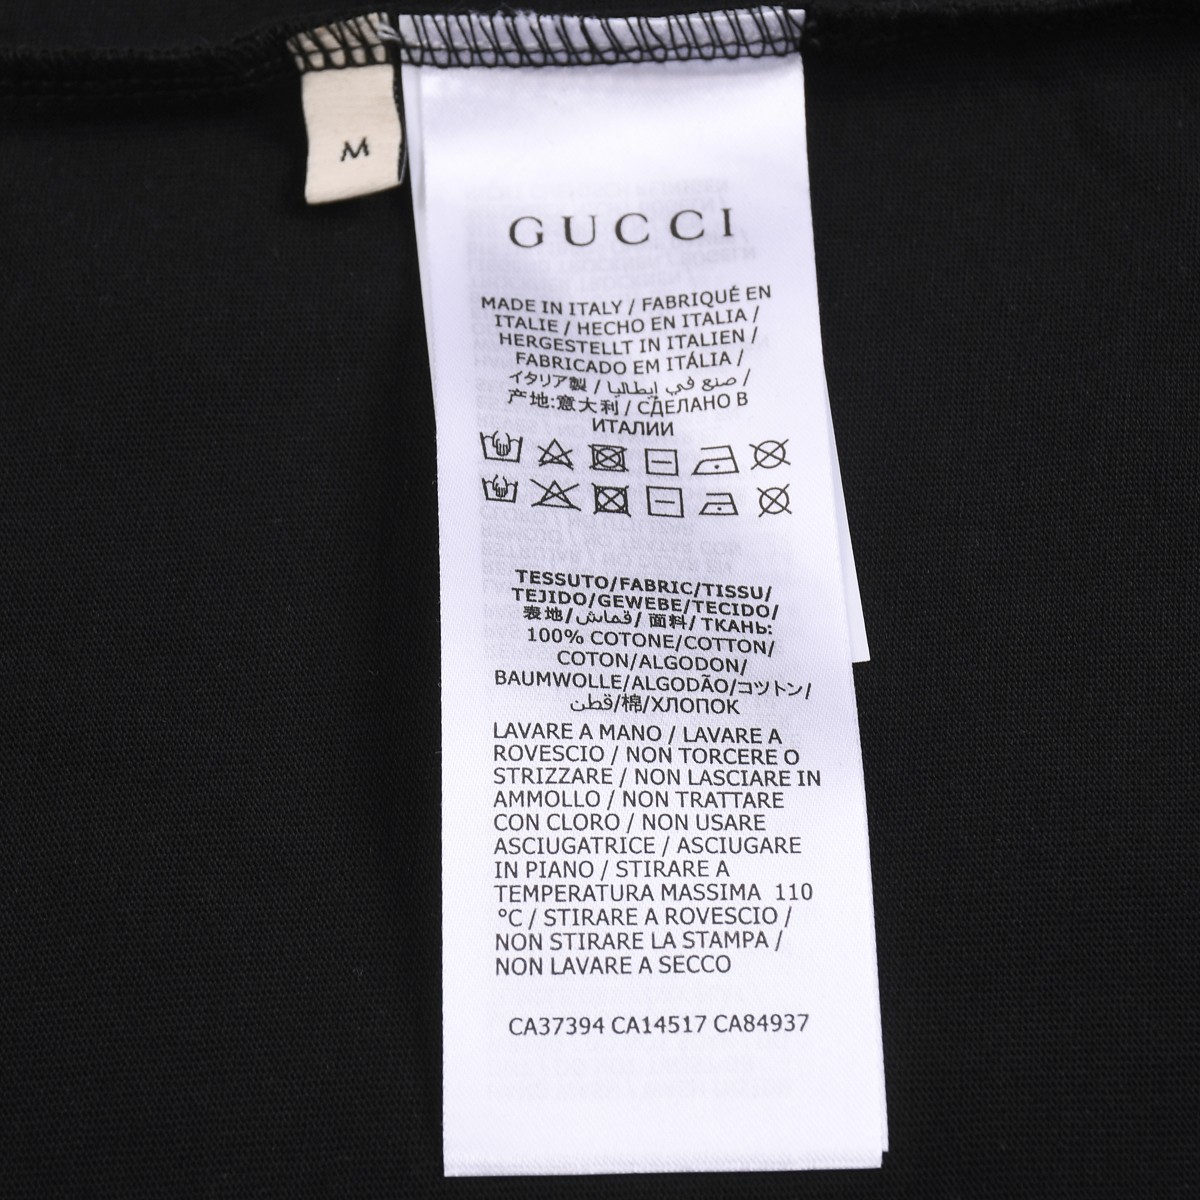 M
GUCCI
MADE IN ITALY / FABRIQUÉ EN
ITALIE / HECHO EN ITALIA /
HERGESTELLT IN ITALIEN /
FABRICADO EM ITÁLIA /
イタリア製 / صنع في إيطاليا /
产地:意大利 / СДЕЛАНО В
ИТАЛИИ
TESSUTO/FABRIC/TISSU/
TEJIDO/GEWEBE/TECIDO/
表地/قماش/ 面料/ ТКАНЬ:
100% COTONE/COTTON/
COTON/ALGODON/
BAUMWOLLE/ALGODÃO/コットン/
قطن/棉/ХЛОПОК
LAVARE A MANO / LAVARE A
ROVESCIO / NON TORCERE O
STRIZZARE / NON LASCIARE IN
AMMOLLO / NON TRATTARE
CON CLORO / NON USARE
ASCIUGATRICE / ASCIUGARE
IN PIANO / STIRARE A
TEMPERATURA MASSIMA 110
°C / STIRARE A ROVESCIO /
NON STIRARE LA STAMPA /
NON LAVARE A SECCO
CA37394 CA14517 CA84937